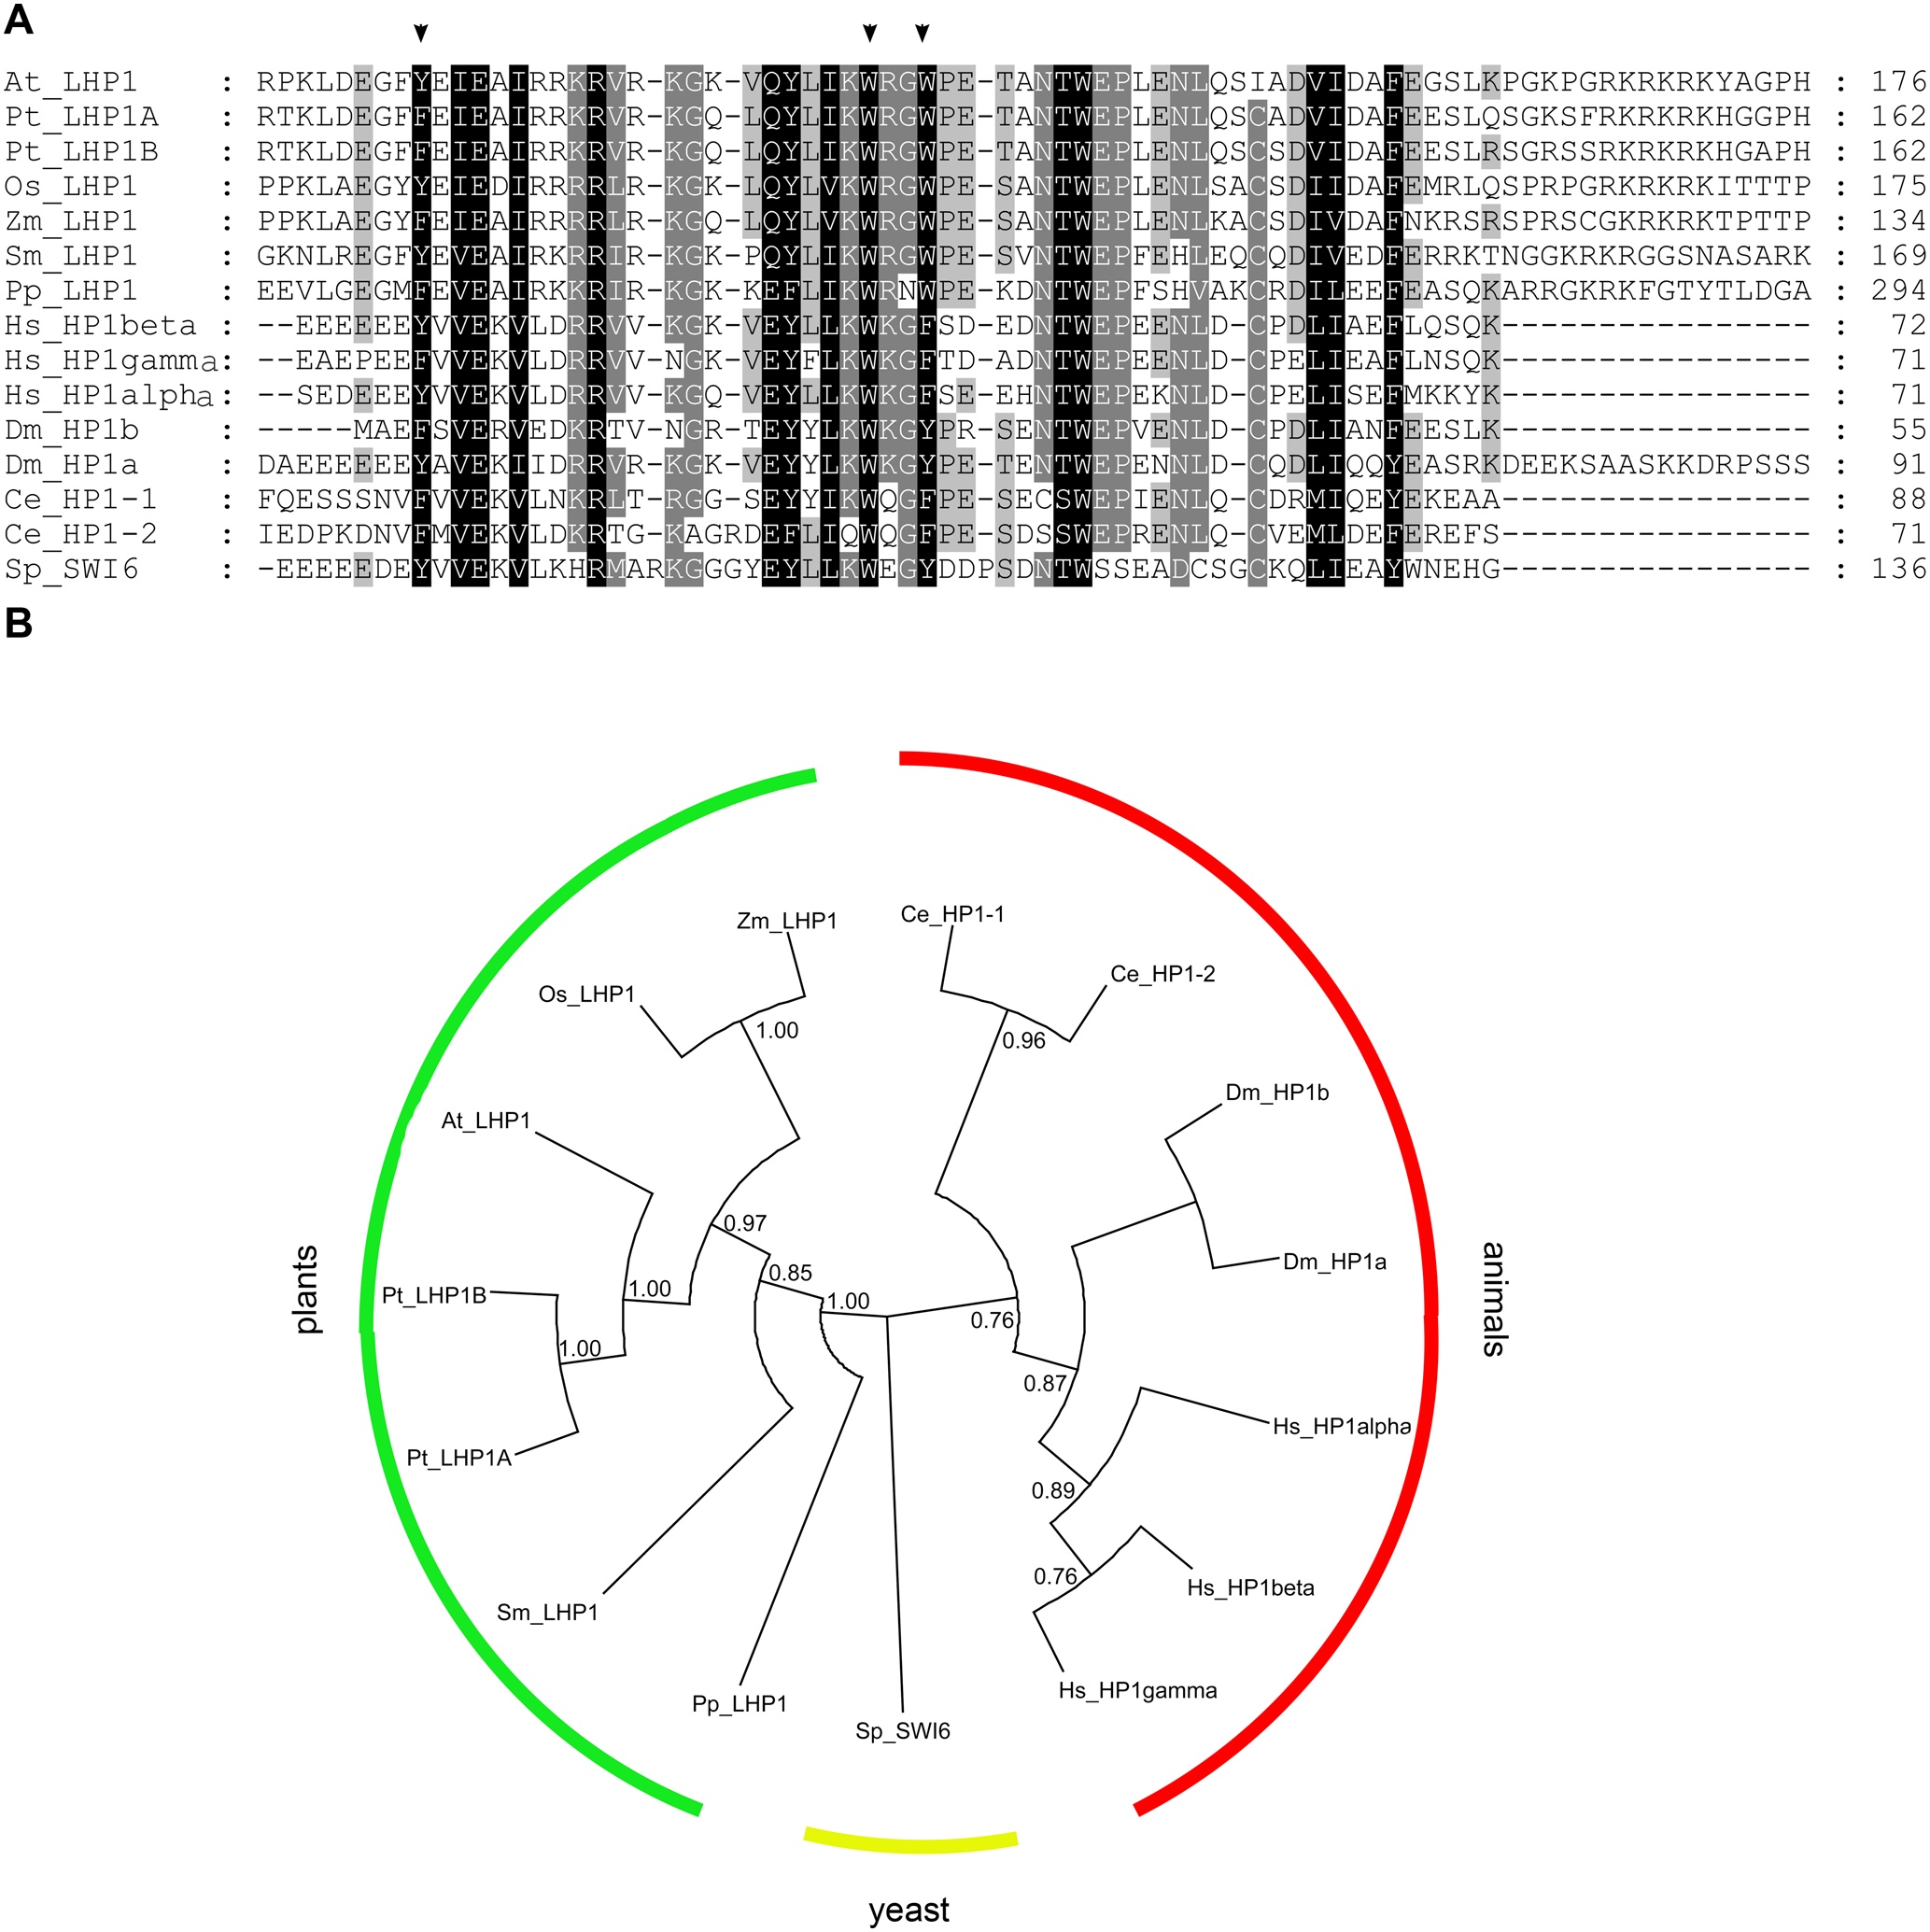 A
At_LHP1 : RPKLDEGFYEIEAIRRKRVR-KGK-VQYLIKWRGWPE-TANTWEPLENLQSIADVIDAFEGSLKPGKPGRKRKRKYAGPH : 176
Pt_LHP1A : RTKLDEGFFEIEAIRRKRVR-KGQ-LQYLIKWRGWPE-TANTWEPLENLQSCADVIDAFEESLQSGKSFRKRKRKHGGPH : 162
Pt_LHP1B : RTKLDEGFFEIEAIRRKRVR-KGQ-LQYLIKWRGWPE-TANTWEPLENLQSCSDVIDAFEESLRSGRSSRKRKRKHGAPH : 162
Os_LHP1 : PPKLAEGYYEIEDIRRRRLR-KGK-LQYLVKWRGWPE-SANTWEPLENLSACSDIIDAFEMRLQSPRPGRKRKRKITTTP : 175
Zm_LHP1 : PPKLAEGYFEIEAIRRRRLR-KGQ-LQYLVKWRGWPE-SANTWEPLENLKACSDIVDAFNKRSRSPRSCGKRKRKTPTTP : 134
Sm_LHP1 : GKNLREGFYEVEAIRKRRIR-KGK-PQYLIKWRGWPE-SVNTWEPFEHLEQCQDIVEDFERRKTNGGKRKRGGSNASARK : 169
Pp_LHP1 : EEVLGEGMFEVEAIRKKRIR-KGK-KEFLIKWRNWPE-KDNTWEPFSHVAKCRDILEEFEASQKARRGKRKFGTYTLDGA : 294
Hs_HP1beta : --EEEEEEYVVEKVLDRRVV-KGK-VEYLLKWKGFSD-EDNTWEPEENLD-CPDLIAEFLQSQK---------------- : 72
Hs_HP1gamma : --EAEPEEFVVEKVLDRRVV-NGK-VEYFLKWKGFTD-ADNTWEPEENLD-CPELIEAFLNSQK---------------- : 71
Hs_HP1alpha : --SEDEEEYVVEKVLDRRVV-KGQ-VEYLLKWKGFSE-EHNTWEPEKNLD-CPELISEFMKKYK---------------- : 71
Dm_HP1b : -----MAEFSVERVEDKRTV-NGR-TEYYLKWKGYPR-SENTWEPVENLD-CPDLIANFEESLK---------------- : 55
Dm_HP1a : DAEEEEEEYAVEKIIDRRVR-KGK-VEYYLKWKGYPE-TENTWEPENNLD-CQDLIQQYEASRKDEEKSAASKKDRPSSS : 91
Ce_HP1-1 : FQESSSNVFVVEKVLNKRLT-RGG-SEYYIKWQGFPE-SECSWEPIENLQ-CDRMIQEYEKEAA---------------- : 88
Ce_HP1-2 : IEDPKDNVFMVEKVLDKRTG-KAGRDEFLIQWQGFPE-SDSSWEPRENLQ-CVEMLDEFEREFS---------------- : 71
Sp_SWI6 : -EEEEEDEYVVEKVLKHRMARKGGGYEYLLKWEGYDDPSDNTWSSEADCSGCKQLIEAYWNEHG---------------- : 136
B
Zm_LHP1
Ce_HP1-1
Ce_HP1-2
Os_LHP1
1.00
0.96
Dm_HP1b
At_LHP1
0.97
Dm_HP1a
0.85
1.00
Pt_LHP1B
1.00
0.76
plants
animals
1.00
0.87
Hs_HP1alpha
Pt_LHP1A
0.89
0.76
Hs_HP1beta
Sm_LHP1
Hs_HP1gamma
Pp_LHP1
Sp_SWI6
yeast